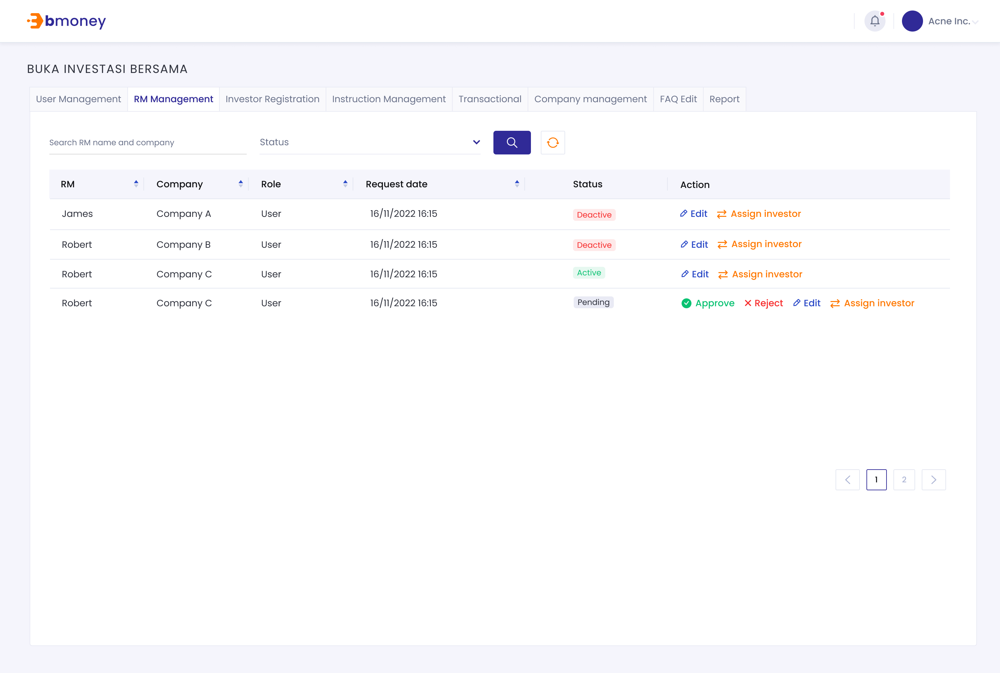 bmoney
Acne Inc.
BUKA INVESTASI BERSAMA
User Management RM Management Investor Registration Instruction Management Transactional Company management FAQ Edit Report
Search RM name and company Status
RM Company Role Request date Status Action
James Company A User 16/11/2022 16:15 Deactive Edit Assign investor
Robert Company B User 16/11/2022 16:15 Deactive Edit Assign investor
Robert Company C User 16/11/2022 16:15 Active Edit Assign investor
Robert Company C User 16/11/2022 16:15 Pending Approve Reject Edit Assign investor
1 2